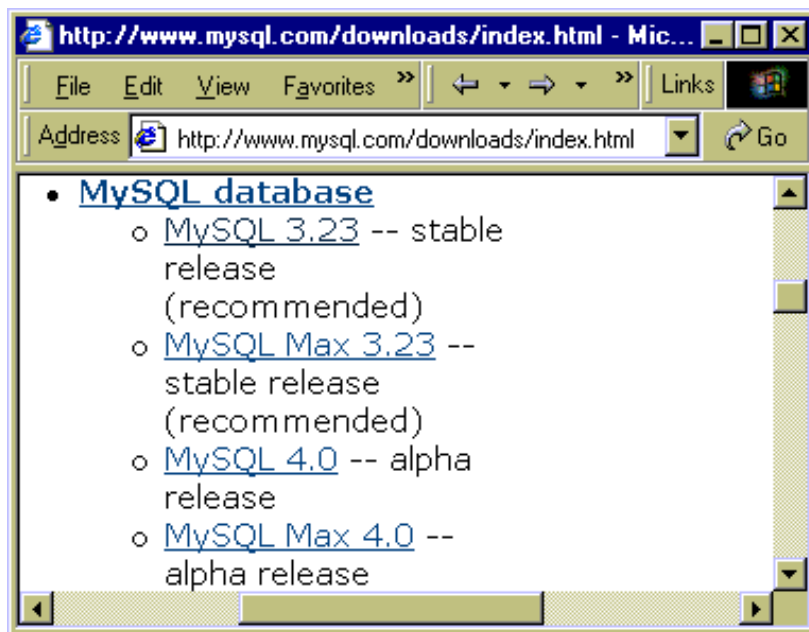 http://www.mysql.com/downloads/index.html - Mic...
File Edit View Favorites » » Links
Address http://www.mysql.com/downloads/index.html Go
• MySQL database
o MySQL 3.23 -- stable
release
(recommended)
o MySQL Max 3.23 --
stable release
(recommended)
o MySQL 4.0 -- alpha
release
o MySQL Max 4.0 --
alpha release